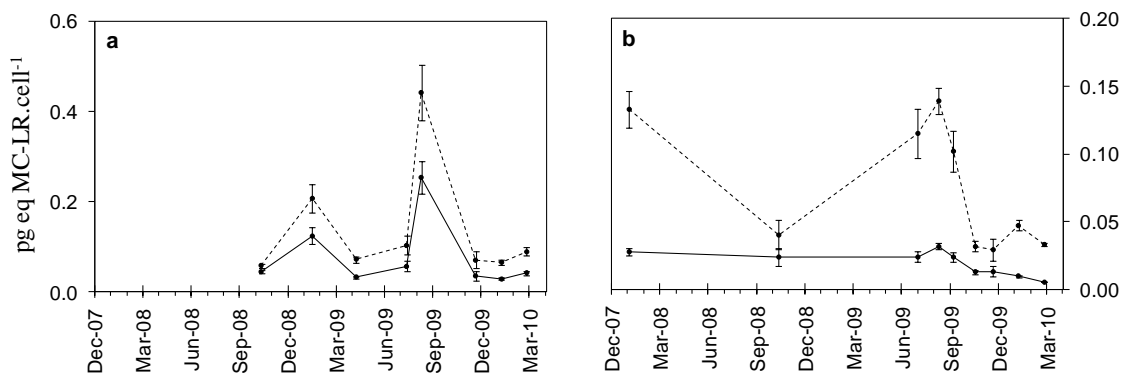 a
b
pg eq MC-LR.cell-1
0.6
0.4
0.2
0.0
0.20
0.15
0.10
0.05
0.00
Dec-07
Mar-08
Jun-08
Sep-08
Dec-08
Mar-09
Jun-09
Sep-09
Dec-09
Mar-10
Dec-07
Mar-08
Jun-08
Sep-08
Dec-08
Mar-09
Jun-09
Sep-09
Dec-09
Mar-10